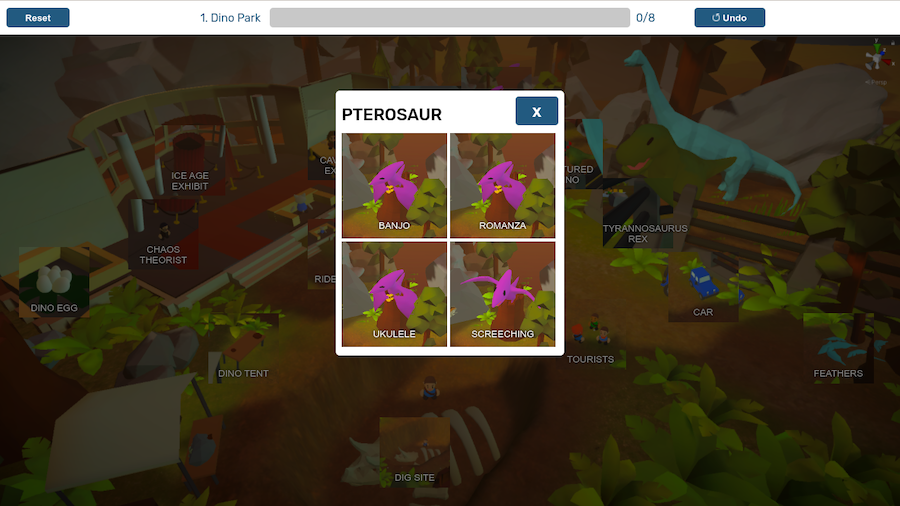 Reset
1. Dino Park
0/8
Undo
PTEROSAUR
X
BANJO
ROMANZA
UKULELE
SCREECHING
ICE AGE
EXHIBIT
CHAOS
THEORIST
DINO EGG
DINO TENT
DIG SITE
TYRANNOSAURUS
REX
CAR
TOURISTS
FEATHERS